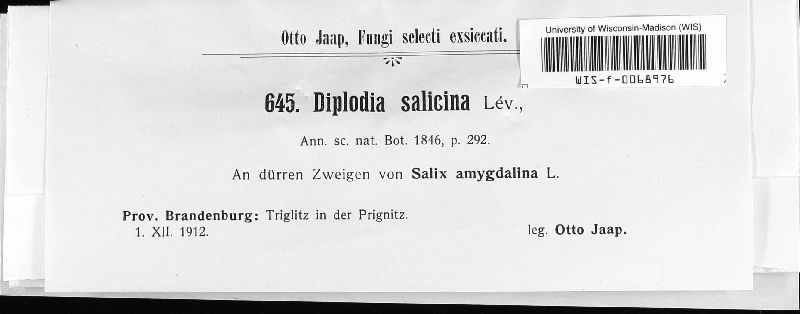 Otto Jaap, Fungi selecti exsiccati.
University of Wisconsin-Madison (WIS)
WIS-f-0068976
645. Diplodia salicina Lév.,
Ann. sc. nat. Bot. 1846, p. 292.
An dürren Zweigen von Salix amygdalina L.
Prov. Brandenburg: Triglitz in der Prignitz.
1. XII. 1912.
leg. Otto Jaap.